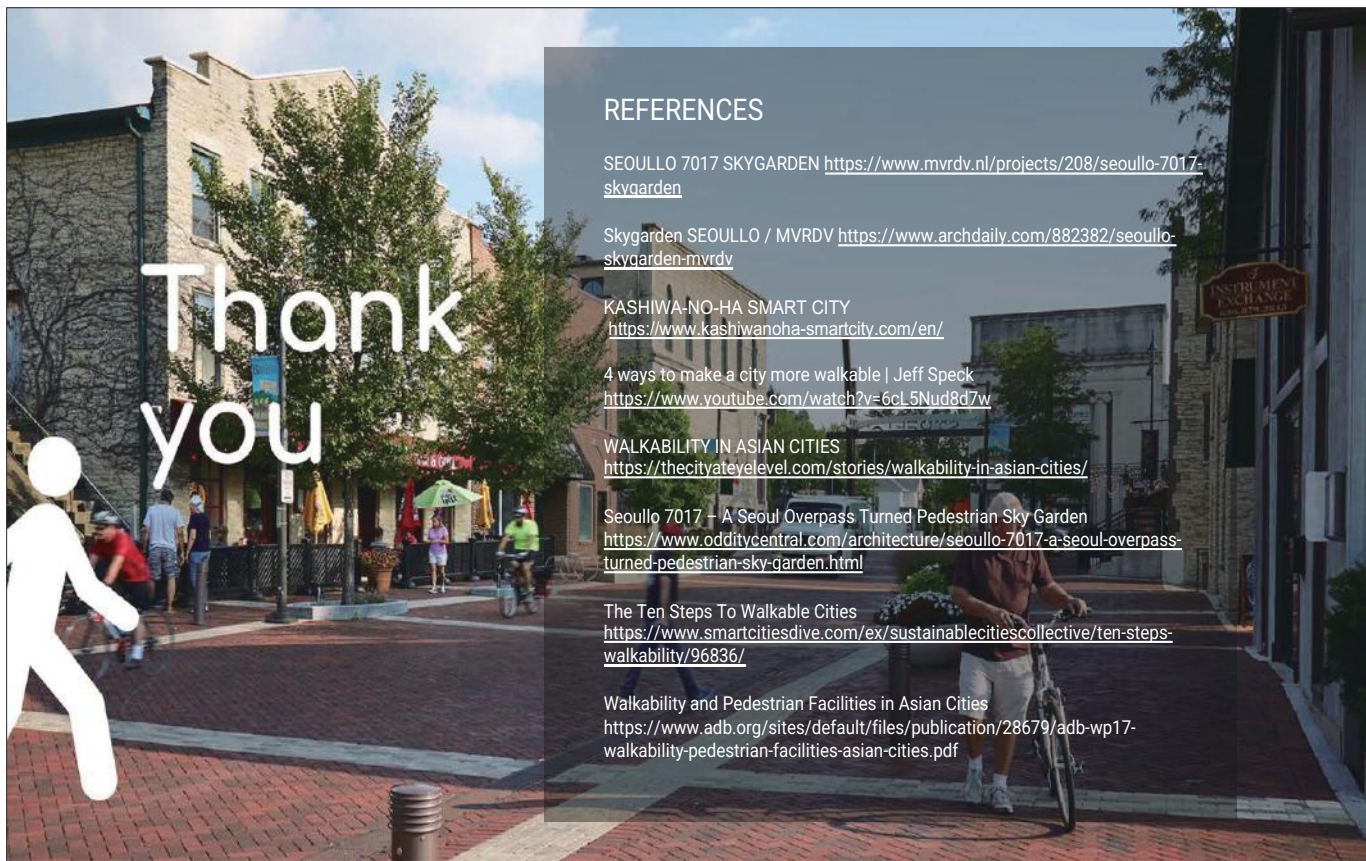 Thank
you
REFERENCES
SEOULLO 7017 SKYGARDEN https://www.mvrdv.nl/projects/208/seoullo-7017-
skygarden
Skygarden SEOULLO / MVRDV https://www.archdaily.com/882382/seoullo-
skygarden-mvrdv
KASHIWA-NO-HA SMART CITY
https://www.kashiwanoha-smartcity.com/en/
4 ways to make a city more walkable | Jeff Speck
https://www.youtube.com/watch?v=6cL5Nud8d7w
WALKABILITY IN ASIAN CITIES
https://thecityateyelevel.com/stories/walkability-in-asian-cities/
Seoullo 7017 – A Seoul Overpass Turned Pedestrian Sky Garden
https://www.odditycentral.com/architecture/seoullo-7017-a-seoul-overpass-
turned-pedestrian-sky-garden.html
The Ten Steps To Walkable Cities
https://www.smartcitiesdive.com/ex/sustainablecitiescollective/ten-steps-
walkability/96836/
Walkability and Pedestrian Facilities in Asian Cities
https://www.adb.org/sites/default/files/publication/28679/adb-wp17-
walkability-pedestrian-facilities-asian-cities.pdf
INSTRUMENT
EXCHANGE